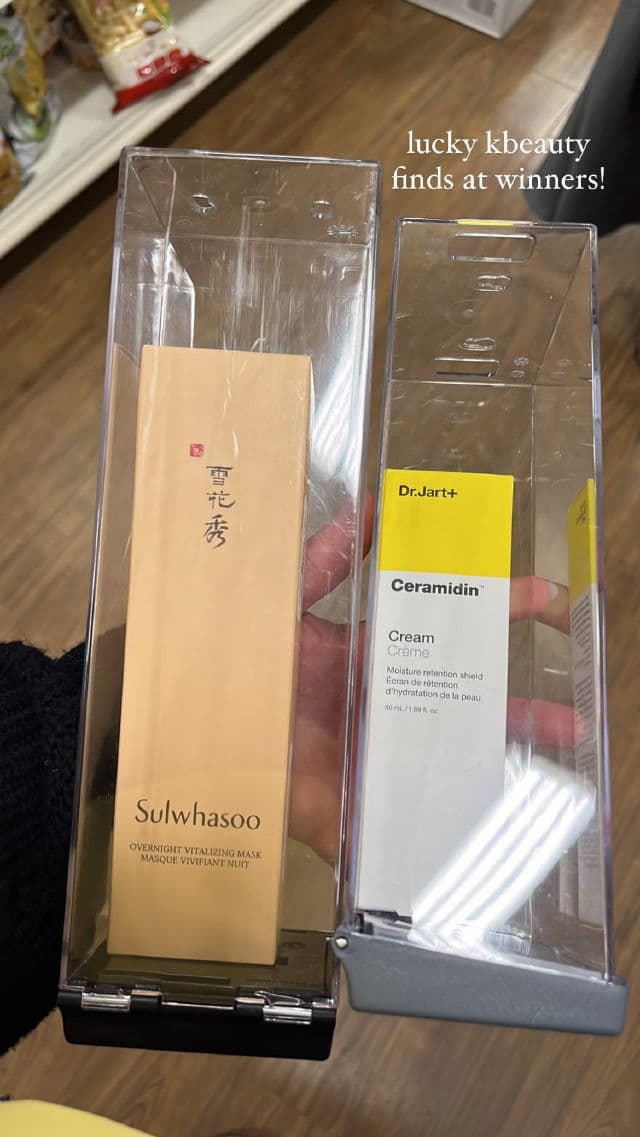 lucky kbeauty
finds at winners!
雪
花
秀
Sulwhasoo
OVERNIGHT VITALIZING MASK
MASQUE VIVIFIANT NUIT
Dr.Jart+
Ceramidin™
Cream
Crème
Moisture retention shield
Écran de rétention
d'hydratation de la peau
50 mL / 1.69 fl. oz.